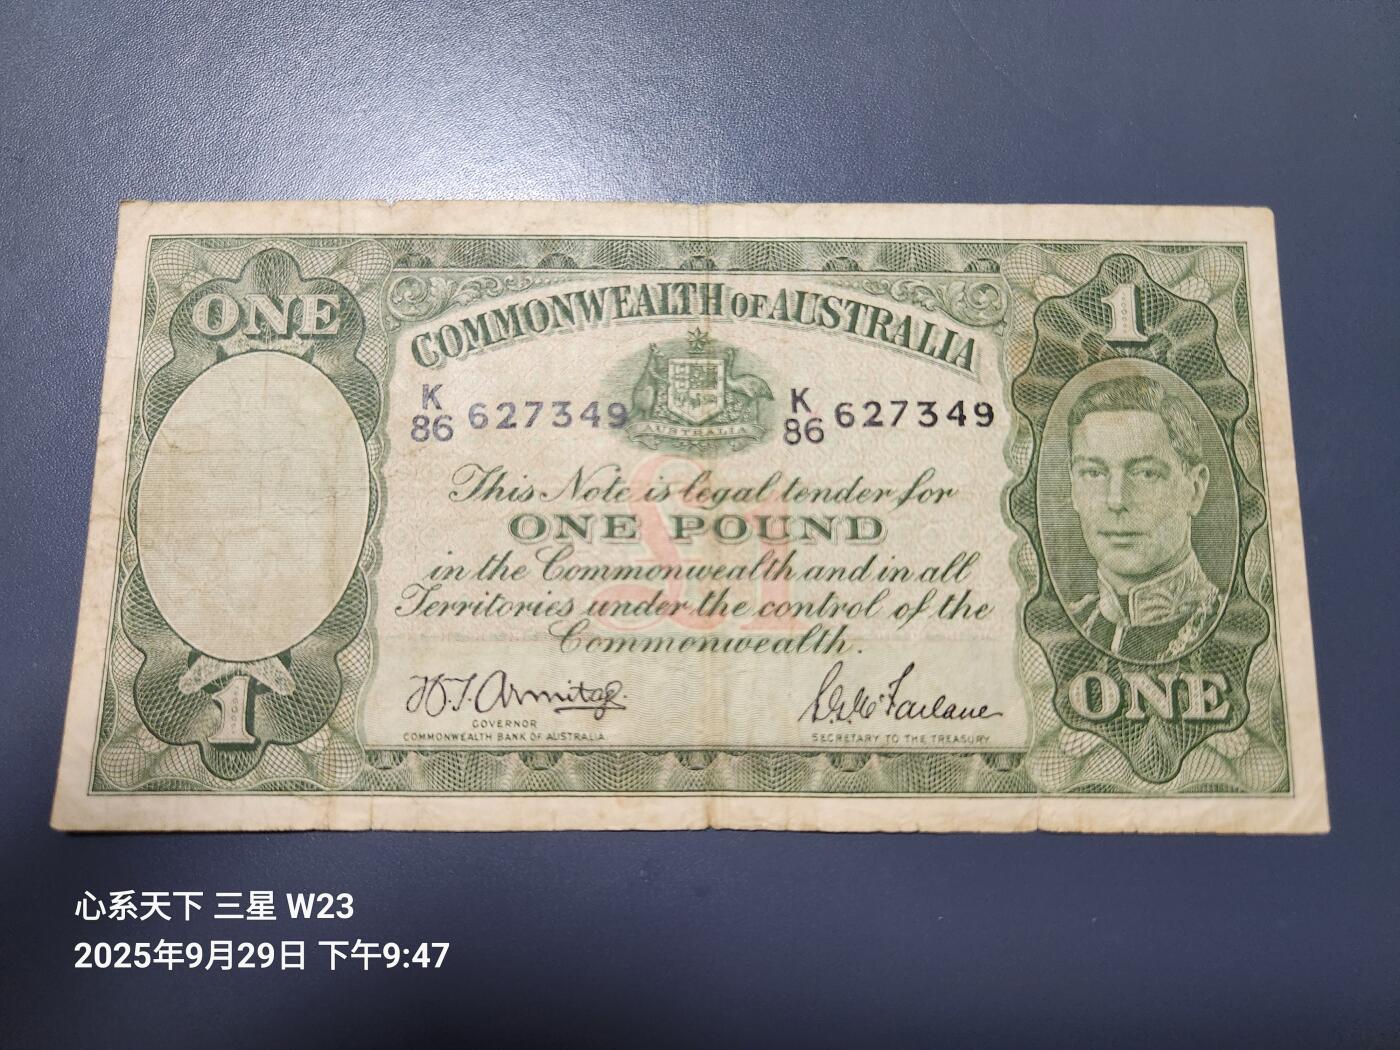 ONE
1
COMMONWEALTH OF AUSTRALIA
K
86 627349
K
86 627349
AUSTRALIA
£1
This Note is legal tender for
ONE POUND
in the Commonwealth and in all
Territories under the control of the
Commonwealth.
H.T. Armitage
GOVERNOR
COMMONWEALTH BANK OF AUSTRALIA
S.G. McFarlane
SECRETARY TO THE TREASURY
1
ONE
心系天下 三星 W23
2025年9月29日 下午9:47